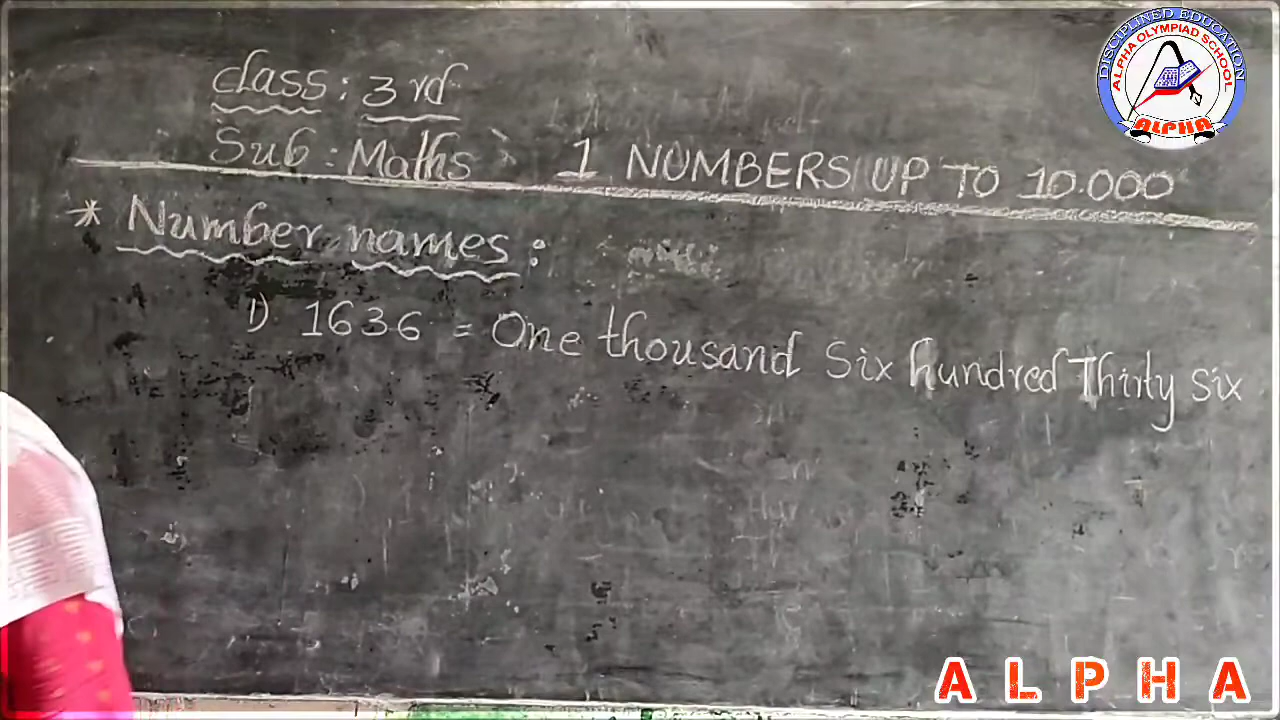 class: 3rd
Sub: Maths
1 NUMBERS UP TO 10.000
* Number names:
1) 1636 = One thousand Six hundred Thirty six
DISCIPLINED EDUCATION
ALPHA OLYMPIAD SCHOOL
ALPHA
ALPHA